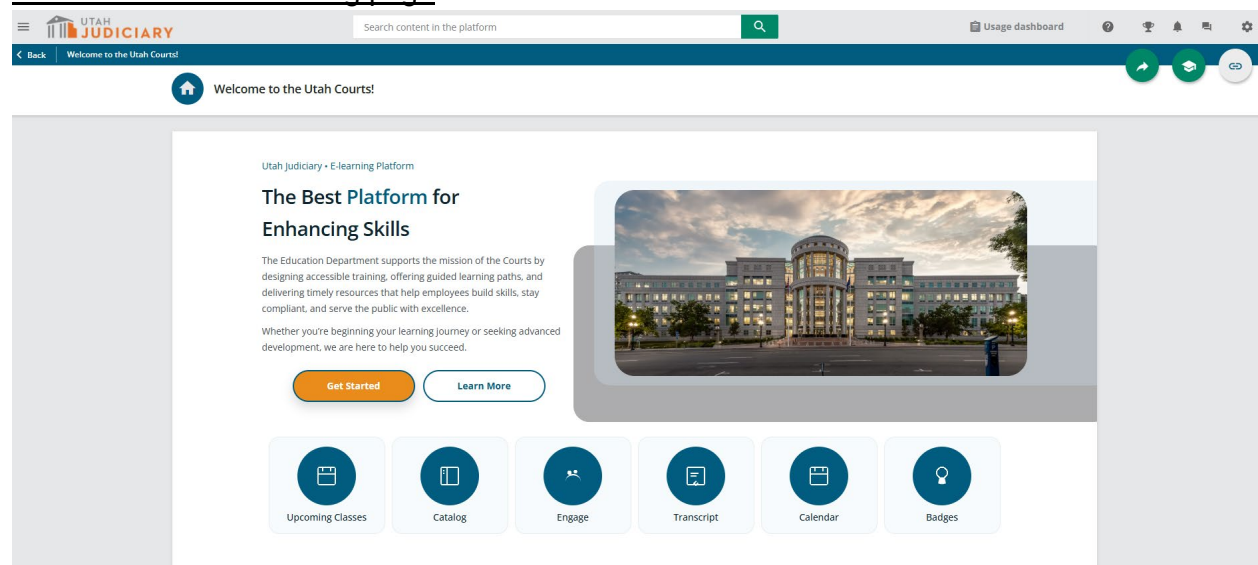 UTAH
JUDICIARY
Search content in the platform
Usage dashboard
Back
Welcome to the Utah Courts!
Welcome to the Utah Courts!
Utah Judiciary • E-learning Platform
The Best Platform for
Enhancing Skills
The Education Department supports the mission of the Courts by
designing accessible training, offering guided learning paths, and
delivering timely resources that help employees build skills, stay
compliant, and serve the public with excellence.
Whether you're beginning your learning journey or seeking advanced
development, we are here to help you succeed.
Get Started
Learn More
Upcoming Classes
Catalog
Engage
Transcript
Calendar
Badges